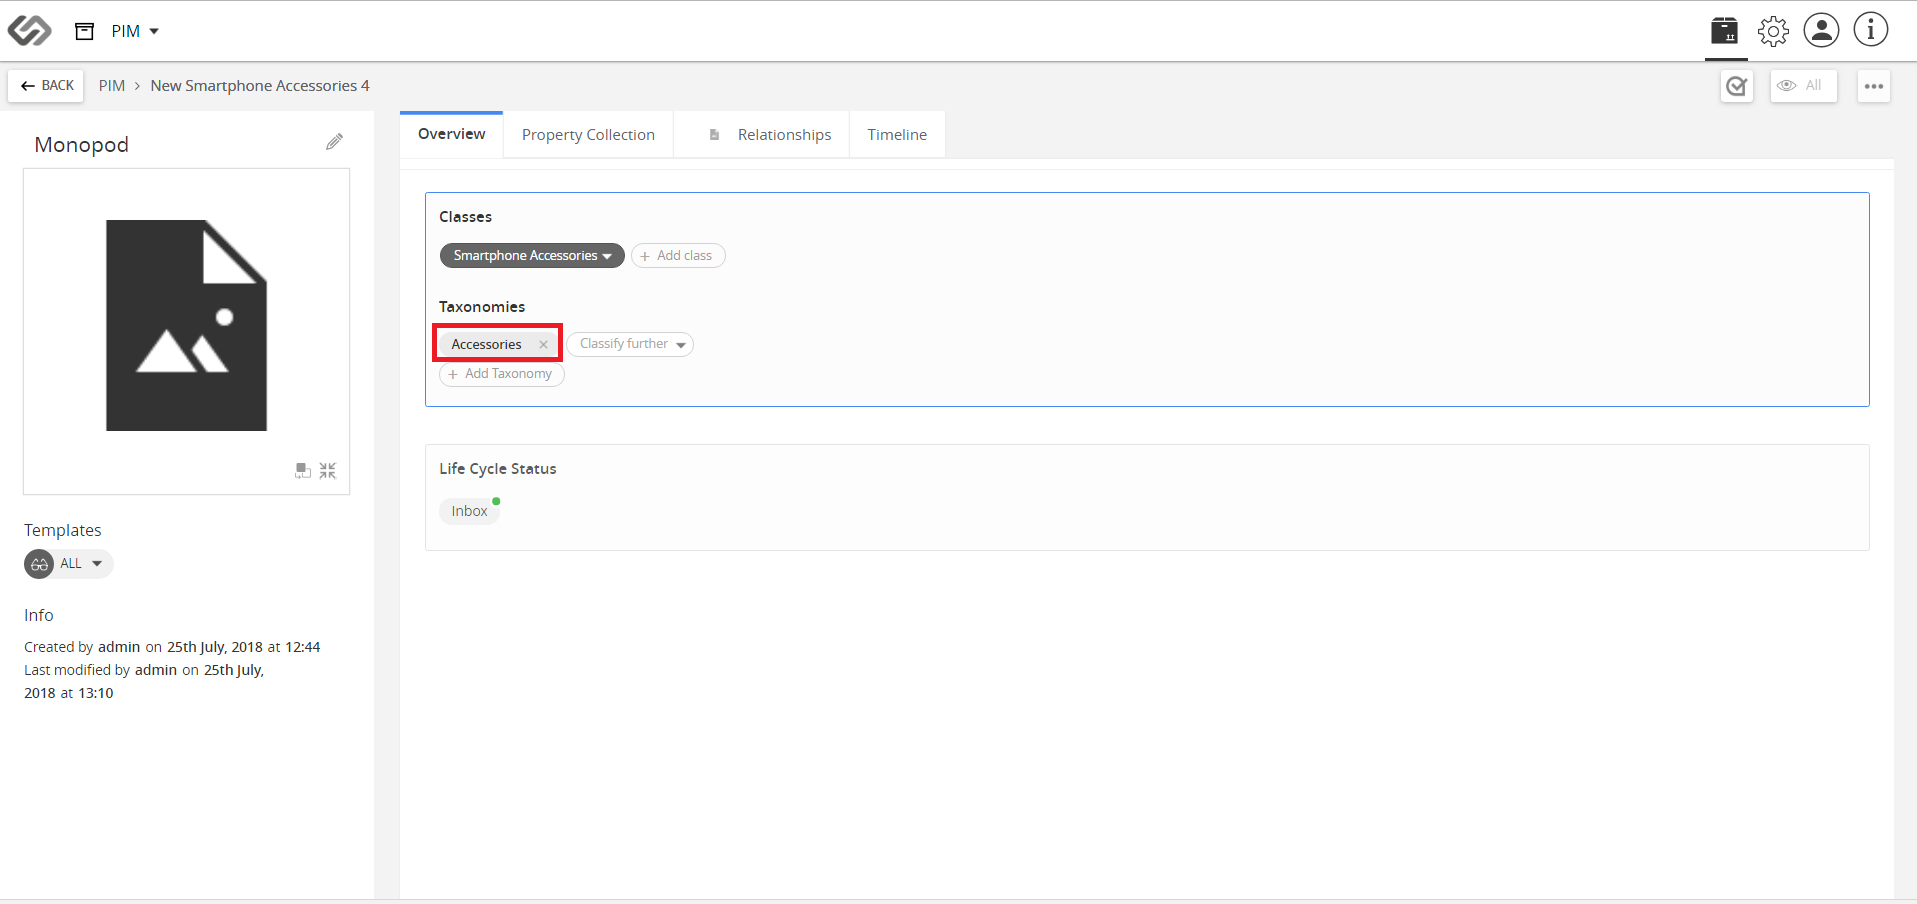 PIM
BACK PIM > New Smartphone Accessories 4
All
Monopod
Overview
Property Collection
Relationships
Timeline
Classes
Smartphone Accessories
+ Add class
Taxonomies
Accessories ×
Classify further
+ Add Taxonomy
Life Cycle Status
Inbox
Templates
ALL
Info
Created by admin on 25th July, 2018 at 12:44
Last modified by admin on 25th July,
2018 at 13:10